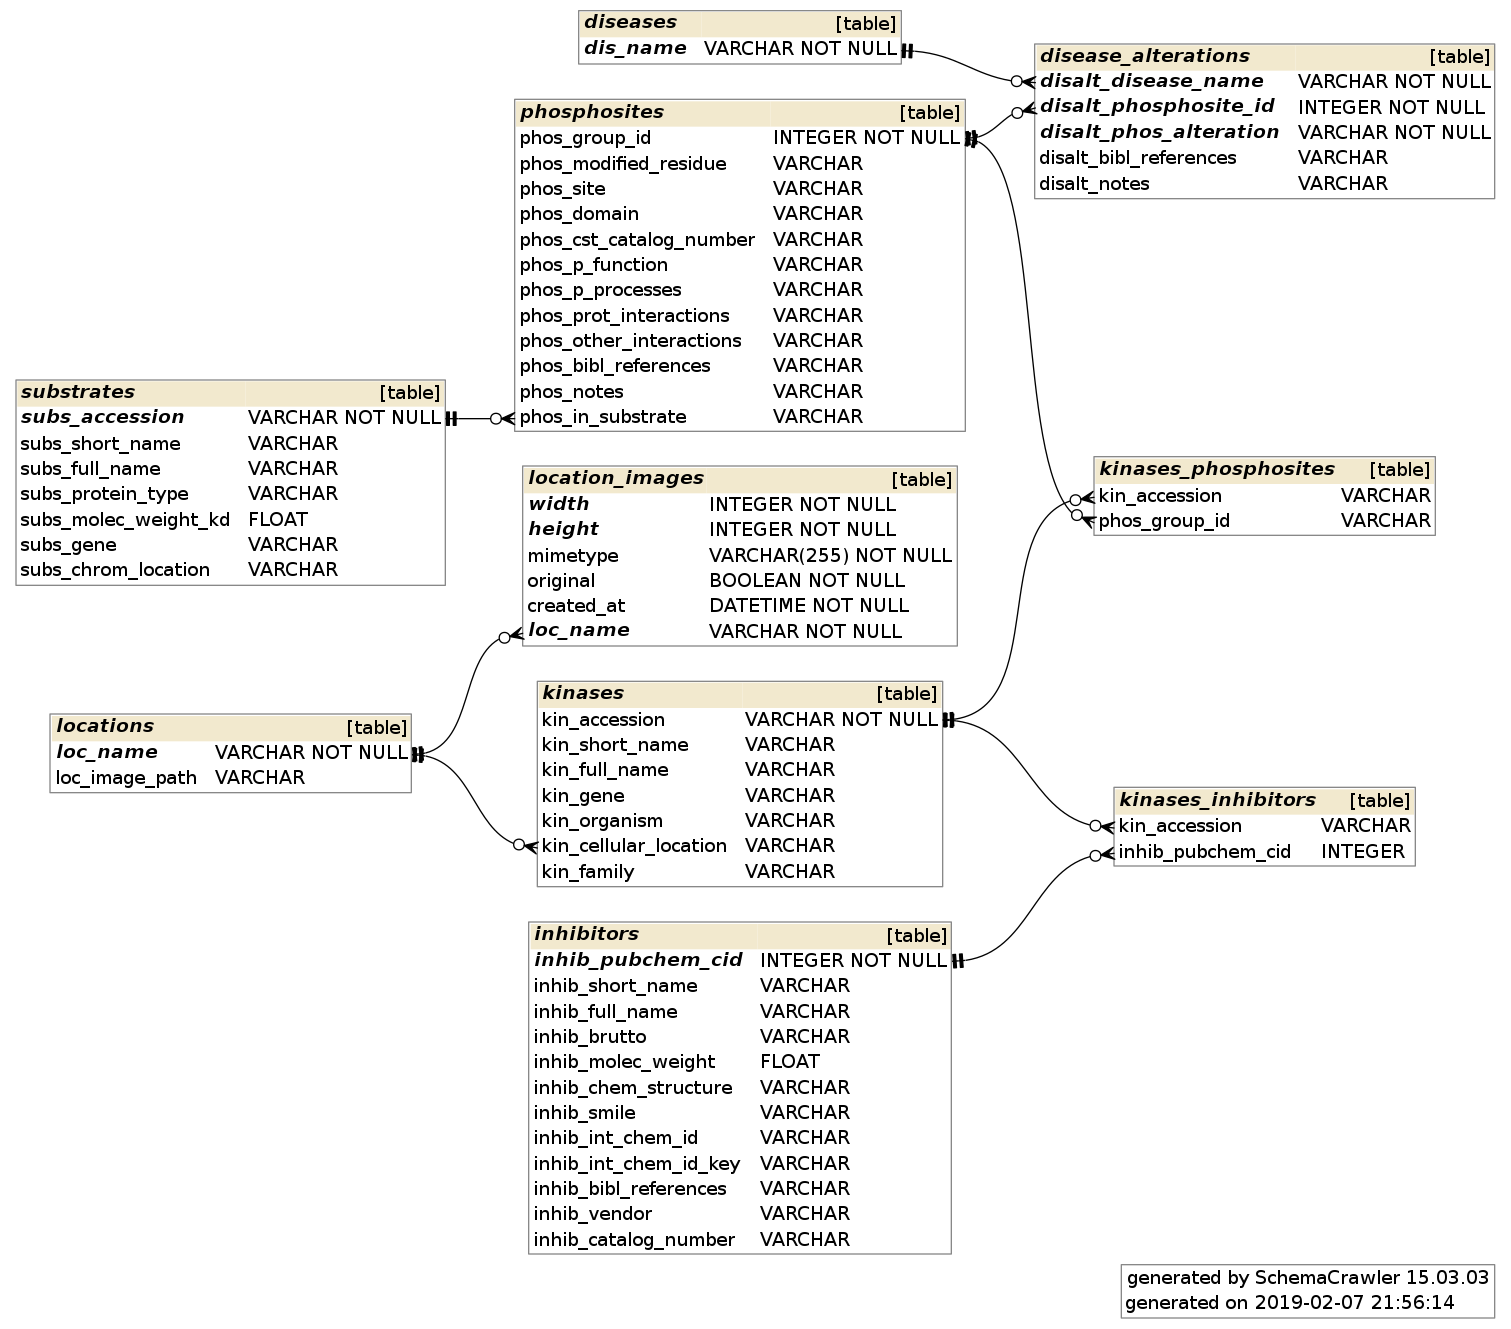 diseases [table]
dis_name VARCHAR NOT NULL
disease_alterations [table]
disalt_disease_name VARCHAR NOT NULL
disalt_phosphosite_id INTEGER NOT NULL
disalt_phos_alteration VARCHAR NOT NULL
disalt_bibl_references VARCHAR
disalt_notes VARCHAR
phosphosites [table]
phos_group_id INTEGER NOT NULL
phos_modified_residue VARCHAR
phos_site VARCHAR
phos_domain VARCHAR
phos_cst_catalog_number VARCHAR
phos_p_function VARCHAR
phos_p_processes VARCHAR
phos_prot_interactions VARCHAR
phos_other_interactions VARCHAR
phos_bibl_references VARCHAR
phos_notes VARCHAR
phos_in_substrate VARCHAR
substrates [table]
subs_accession VARCHAR NOT NULL
subs_short_name VARCHAR
subs_full_name VARCHAR
subs_protein_type VARCHAR
subs_molec_weight_kd FLOAT
subs_gene VARCHAR
subs_chrom_location VARCHAR
location_images [table]
width INTEGER NOT NULL
height INTEGER NOT NULL
mimetype VARCHAR(255) NOT NULL
original BOOLEAN NOT NULL
created_at DATETIME NOT NULL
loc_name VARCHAR NOT NULL
kinases_phosphosites [table]
kin_accession VARCHAR
phos_group_id VARCHAR
locations [table]
loc_name VARCHAR NOT NULL
loc_image_path VARCHAR
kinases [table]
kin_accession VARCHAR NOT NULL
kin_short_name VARCHAR
kin_full_name VARCHAR
kin_gene VARCHAR
kin_organism VARCHAR
kin_cellular_location VARCHAR
kin_family VARCHAR
kinases_inhibitors [table]
kin_accession VARCHAR
inhib_pubchem_cid INTEGER
inhibitors [table]
inhib_pubchem_cid INTEGER NOT NULL
inhib_short_name VARCHAR
inhib_full_name VARCHAR
inhib_brutto VARCHAR
inhib_molec_weight FLOAT
inhib_chem_structure VARCHAR
inhib_smile VARCHAR
inhib_int_chem_id VARCHAR
inhib_int_chem_id_key VARCHAR
inhib_bibl_references VARCHAR
inhib_vendor VARCHAR
inhib_catalog_number VARCHAR
generated by SchemaCrawler 15.03.03
generated on 2019-02-07 21:56:14